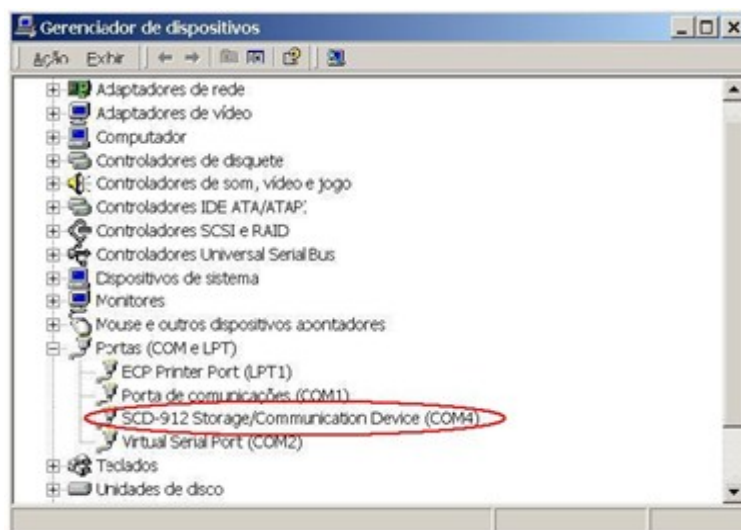 Gerenciador de dispositivos
Ação Exibir
Adaptadores de rede
Adaptadores de vídeo
Computador
Controladores de disquete
Controladores de som, vídeo e jogo
Controladores IDE ATA/ATAPI
Controladores SCSI e RAID
Controladores Universal Serial Bus
Dispositivos de sistema
Monitores
Mouse e outros dispositivos apontadores
Portas (COM e LPT)
ECP Printer Port (LPT1)
Porta de comunicações (COM1)
SCD-912 Storage/Communication Device (COM4)
Virtual Serial Port (COM2)
Teclados
Unidades de disco